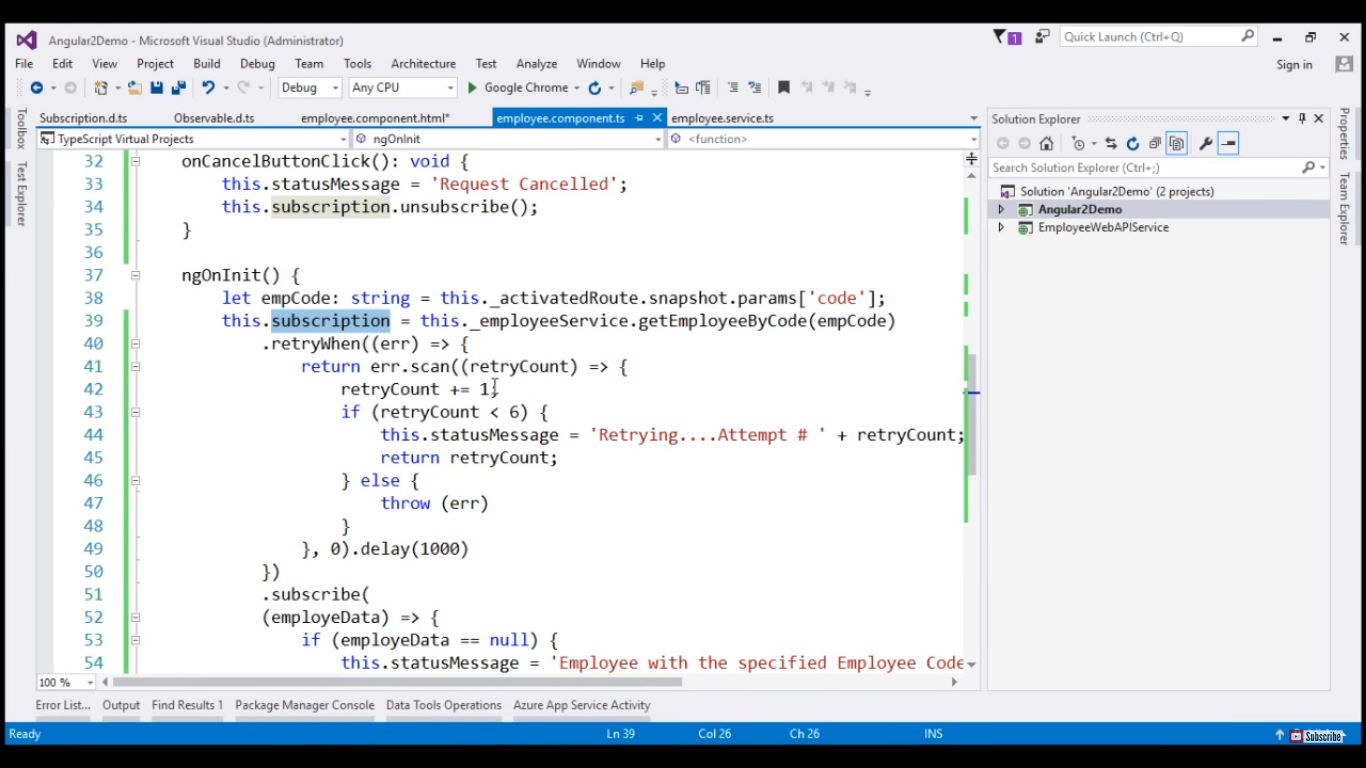 Angular2Demo - Microsoft Visual Studio (Administrator)
1
Quick Launch (Ctrl+Q)
File Edit View Project Build Debug Team Tools Architecture Test Analyze Window Help
Sign in
Debug Any CPU Google Chrome
Toolbox
Test Explorer
Subscription.d.ts Observable.d.ts employee.component.html* employee.component.ts employee.service.ts
TypeScript Virtual Projects ngOnInit <function>
32 onCancelButtonClick(): void {
33 this.statusMessage = 'Request Cancelled';
34 this.subscription.unsubscribe();
35 }
36
37 ngOnInit() {
38 let empCode: string = this._activatedRoute.snapshot.params['code'];
39 this.subscription = this._employeeService.getEmployeeByCode(empCode)
40 .retryWhen((err) => {
41 return err.scan((retryCount) => {
42 retryCount += 1;
43 if (retryCount < 6) {
44 this.statusMessage = 'Retrying....Attempt # ' + retryCount;
45 return retryCount;
46 } else {
47 throw (err)
48 }
49 }, 0).delay(1000)
50 })
51 .subscribe(
52 (employeData) => {
53 if (employeData == null) {
54 this.statusMessage = 'Employee with the specified Employee Code
100 %
Solution Explorer
Search Solution Explorer (Ctrl+;)
Solution 'Angular2Demo' (2 projects)
Angular2Demo
EmployeeWebAPIService
Properties
Team Explorer
Error List... Output Find Results 1 Package Manager Console Data Tools Operations Azure App Service Activity
Ready Ln 39 Col 26 Ch 26 INS
Subscribe